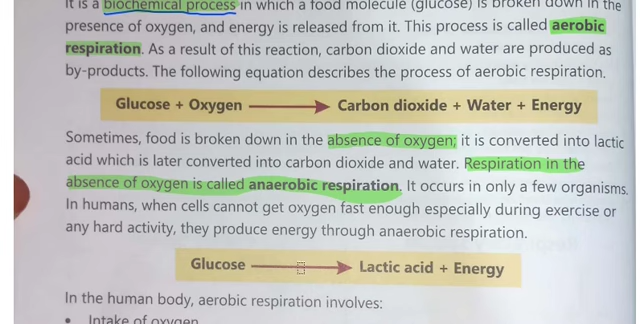 It is a biochemical process in which a food molecule (glucose) is broken down in the
presence of oxygen, and energy is released from it. This process is called aerobic
respiration. As a result of this reaction, carbon dioxide and water are produced as
by-products. The following equation describes the process of aerobic respiration.
Glucose + Oxygen → Carbon dioxide + Water + Energy
Sometimes, food is broken down in the absence of oxygen; it is converted into lactic
acid which is later converted into carbon dioxide and water. Respiration in the
absence of oxygen is called anaerobic respiration. It occurs in only a few organisms.
In humans, when cells cannot get oxygen fast enough especially during exercise or
any hard activity, they produce energy through anaerobic respiration.
Glucose → Lactic acid + Energy
In the human body, aerobic respiration involves:
• Intake of oxygen